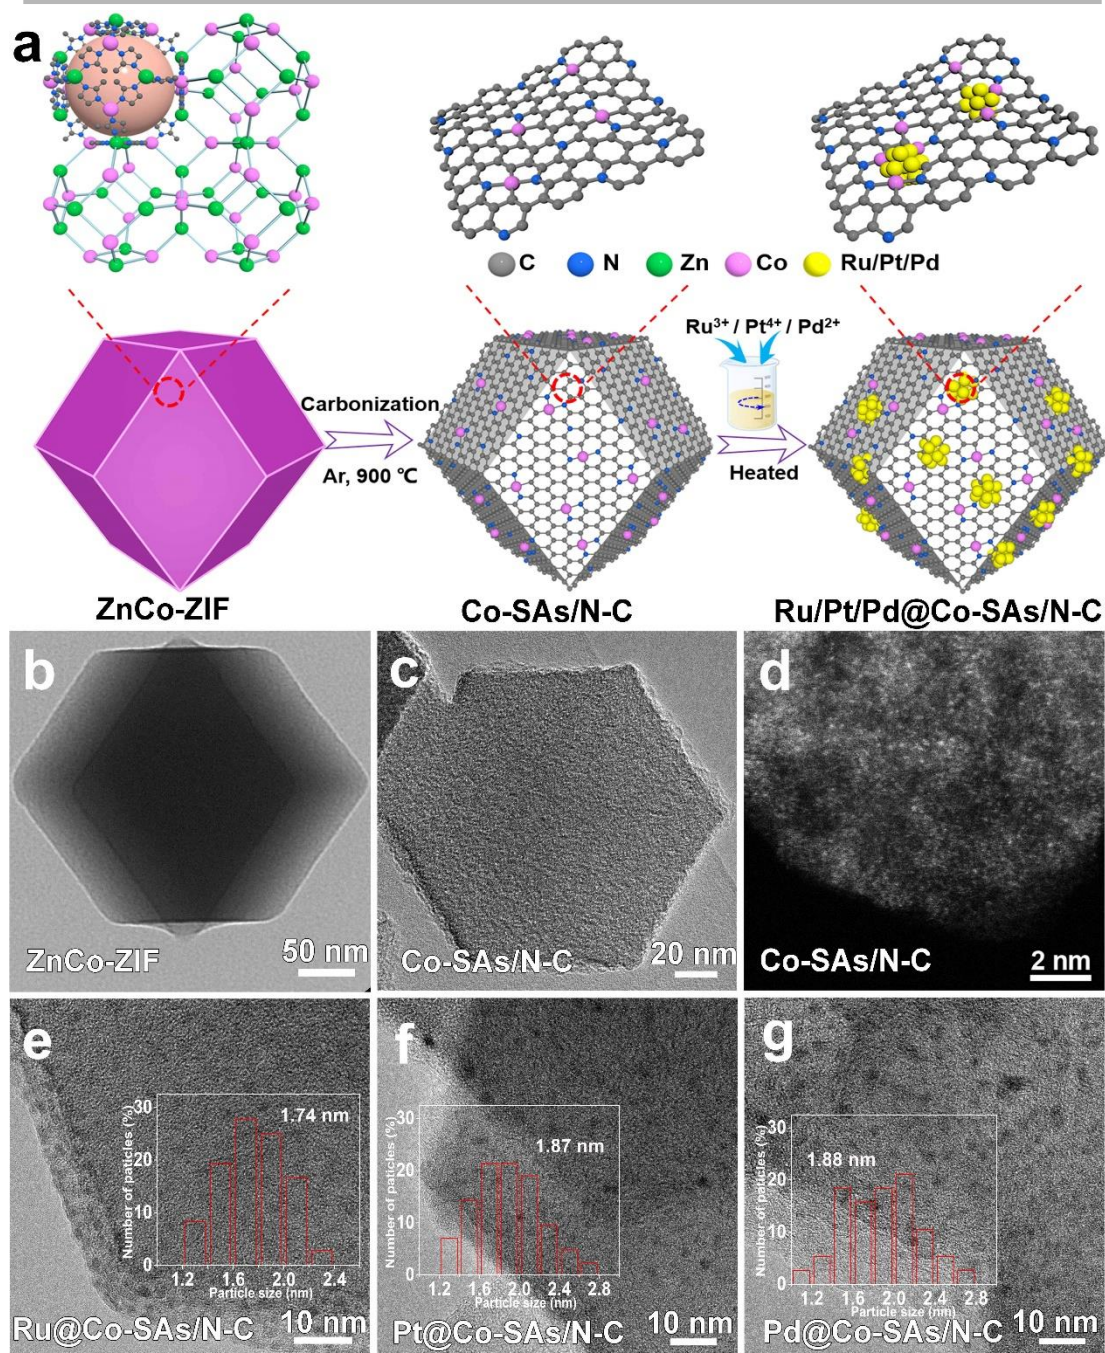 a
C N Zn Co Ru/Pt/Pd
Ru³⁺ / Pt⁴⁺ / Pd²⁺
Carbonization
Ar, 900 ℃
Heated
ZnCo-ZIF
Co-SAs/N-C
Ru/Pt/Pd@Co-SAs/N-C
b
ZnCo-ZIF
50 nm
c
Co-SAs/N-C
20 nm
d
Co-SAs/N-C
2 nm
e
Number of paticles (%)
30
20
10
0
1.74 nm
1.2 1.6 2.0 2.4
Particle size (nm)
Ru@Co-SAs/N-C
10 nm
f
Number of paticles (%)
30
20
10
0
1.87 nm
1.2 1.6 2.0 2.4 2.8
Particle size (nm)
Pt@Co-SAs/N-C
10 nm
g
Number of paticles (%)
30
20
10
0
1.88 nm
1.2 1.6 2.0 2.4 2.8
Particle size (nm)
Pd@Co-SAs/N-C
10 nm